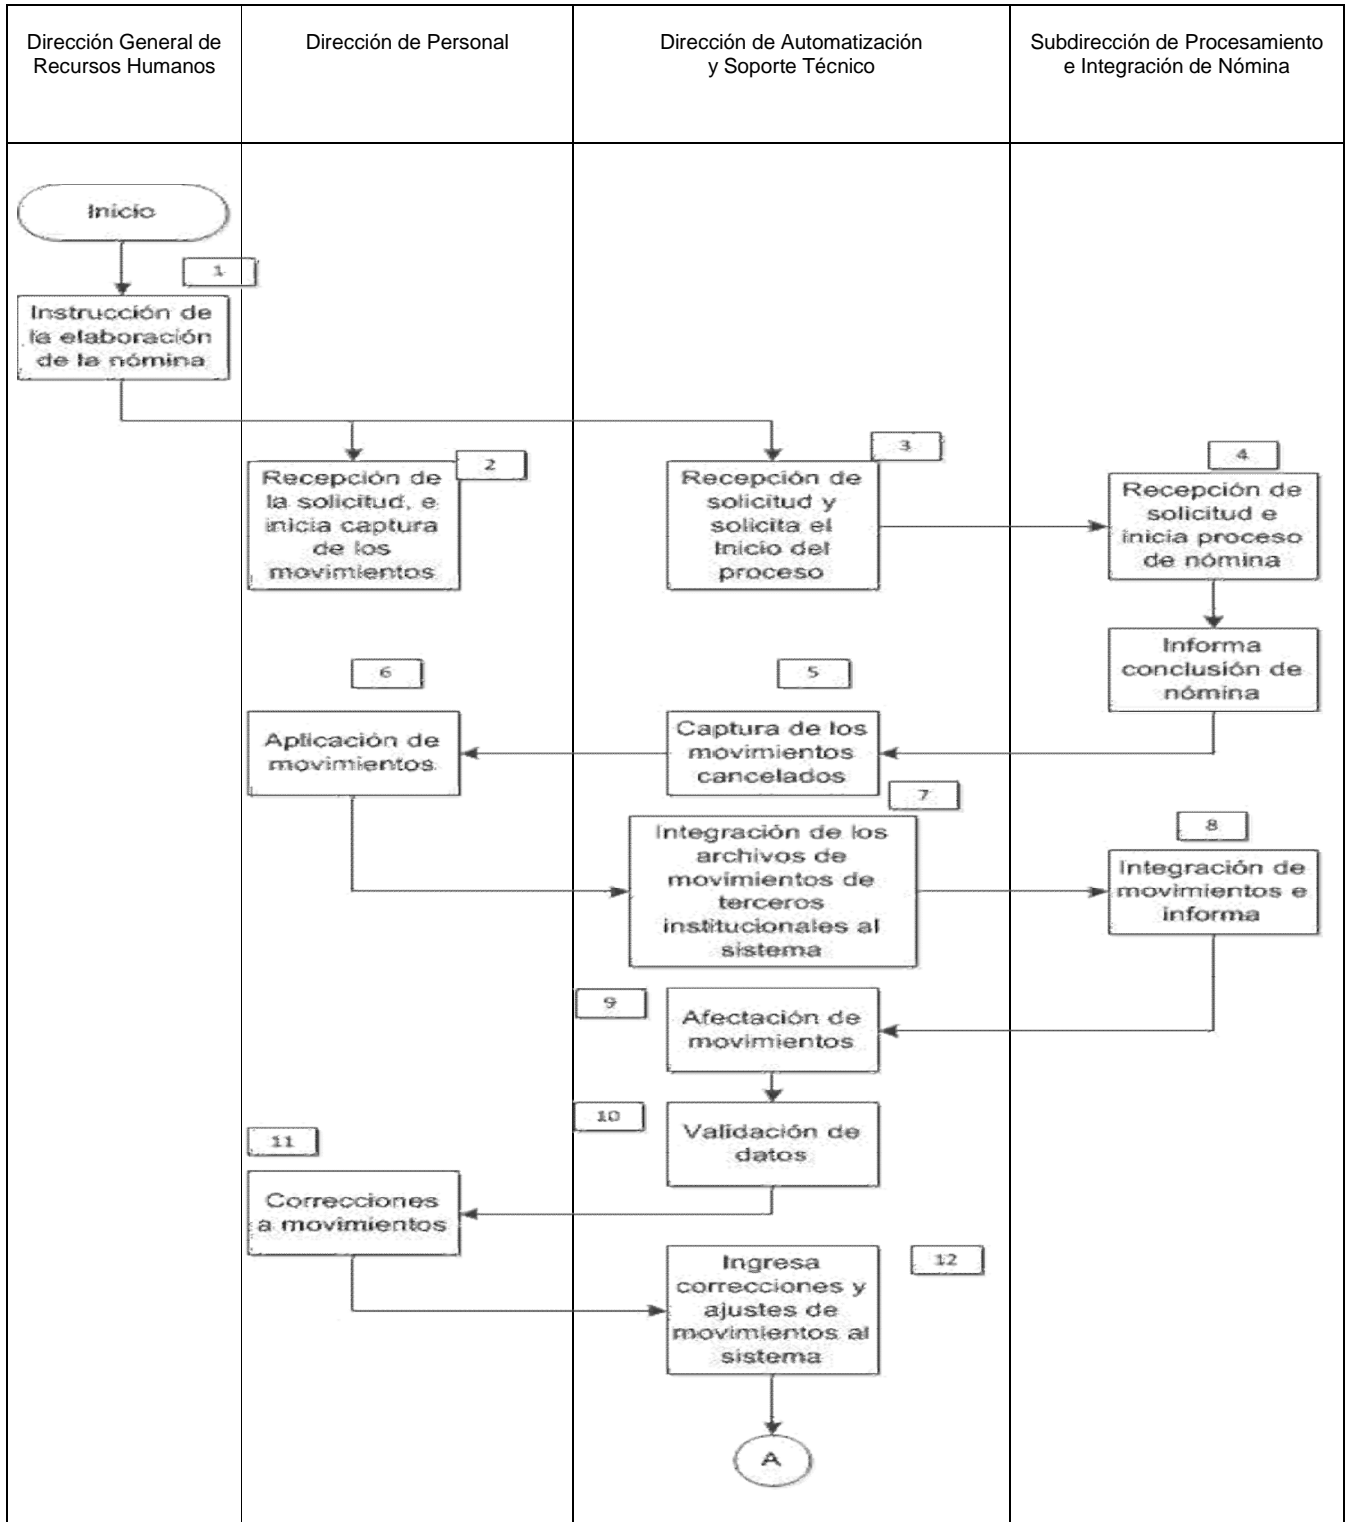 Dirección General de
Recursos Humanos
Dirección de Personal
Dirección de Automatización
y Soporte Técnico
Subdirección de Procesamiento
e Integración de Nómina
Inicio
1
Instrucción de
la elaboración
de la nómina
2
Recepción de
la solicitud, e
inicia captura
de los
movimientos
3
Recepción de
solicitud y
solicita el
Inicio del
proceso
4
Recepción de
solicitud e
inicia proceso
de nómina
Informa
conclusión de
nómina
5
Captura de los
movimientos
cancelados
6
Aplicación de
movimientos
7
Integración de los
archivos de
movimientos de
terceros
institucionales al
sistema
8
Integración de
movimientos e
informa
9
Afectación de
movimientos
10
Validación de
datos
11
Correcciones
a movimientos
12
Ingresa
correcciones y
ajustes de
movimientos al
sistema
A